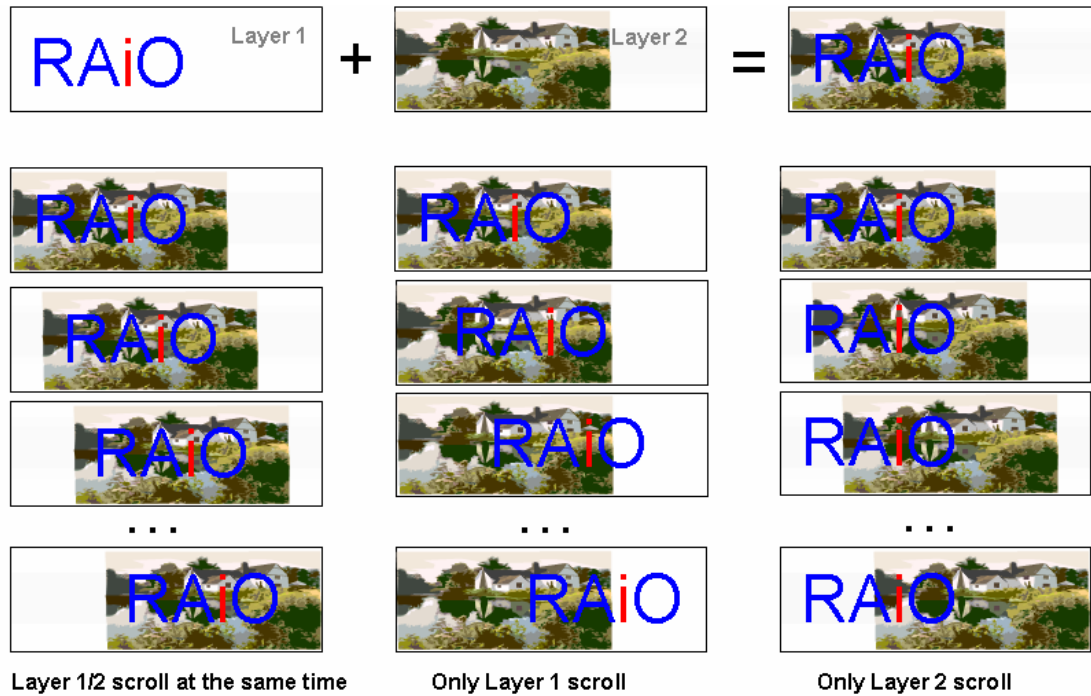 RAiO Layer 1 + Layer 2 = RAiO
RAiO RAiO RAiO
RAiO RAiO RAiO
RAiO RAiO RAiO
... ... ...
RAiO RAiO RAiO
Layer 1/2 scroll at the same time Only Layer 1 scroll Only Layer 2 scroll